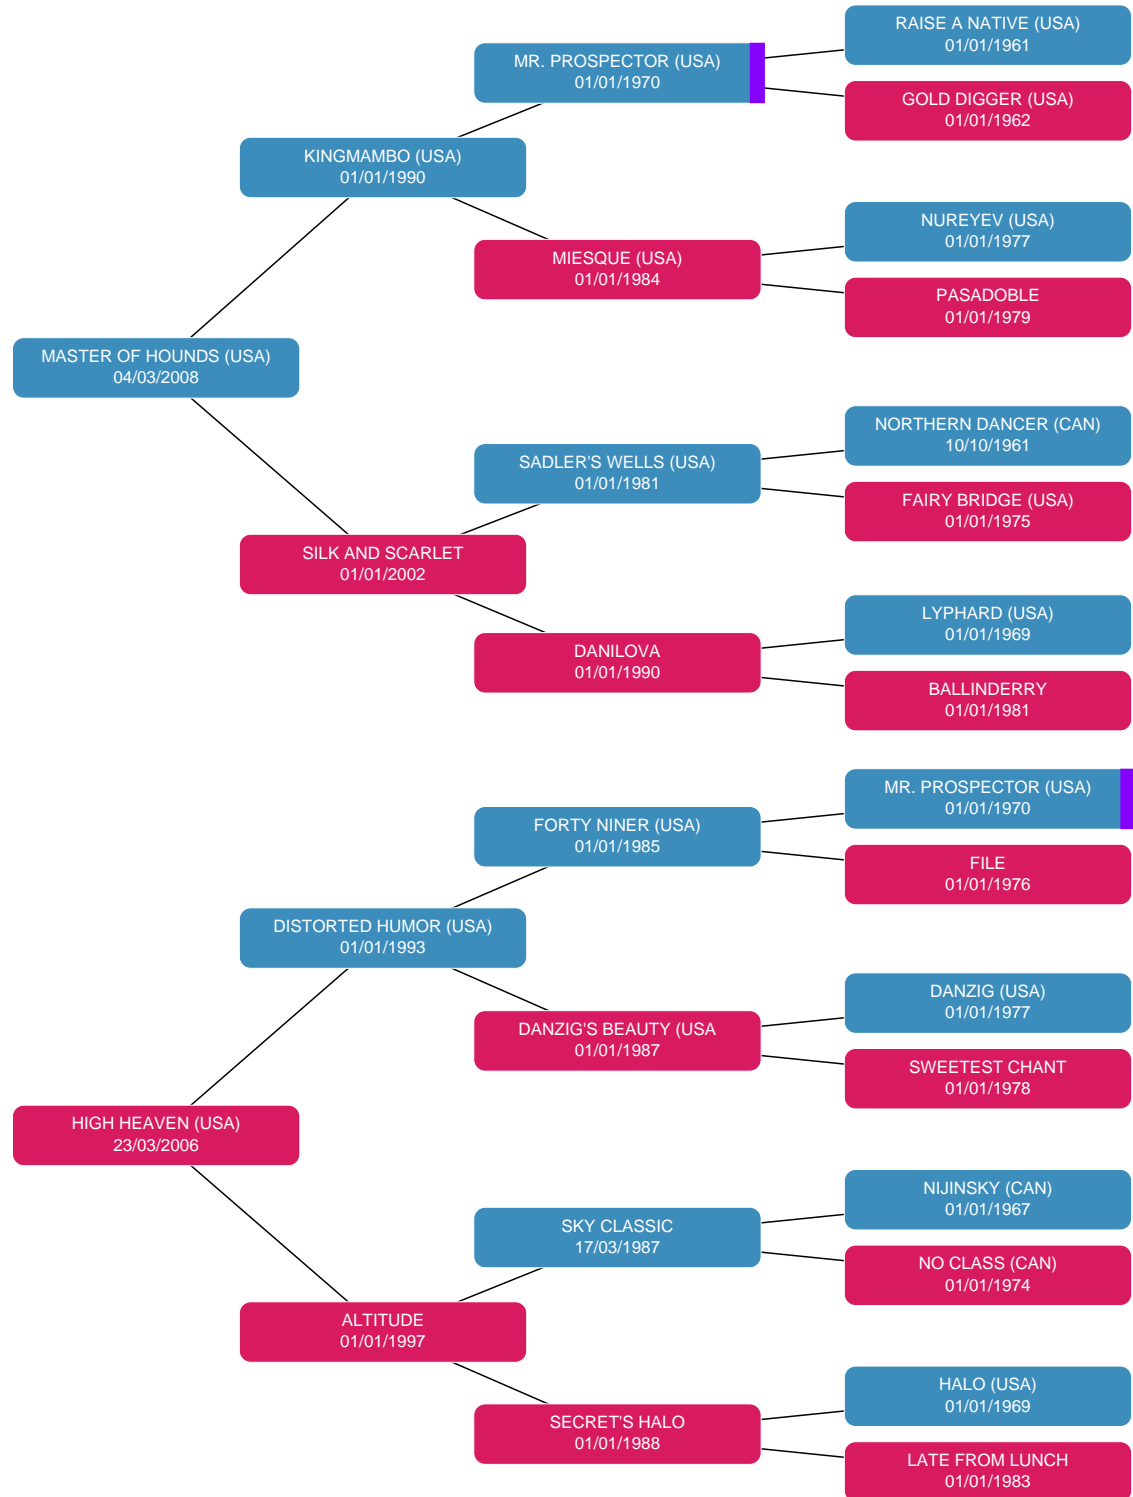 RAISE A NATIVE (USA)
01/01/1961
MR. PROSPECTOR (USA)
01/01/1970
GOLD DIGGER (USA)
01/01/1962
KINGMAMBO (USA)
01/01/1990
NUREYEV (USA)
01/01/1977
MIESQUE (USA)
01/01/1984
PASADOBLE
01/01/1979
MASTER OF HOUNDS (USA)
04/03/2008
NORTHERN DANCER (CAN)
10/10/1961
SADLER'S WELLS (USA)
01/01/1981
FAIRY BRIDGE (USA)
01/01/1975
SILK AND SCARLET
01/01/2002
LYPHARD (USA)
01/01/1969
DANILOVA
01/01/1990
BALLINDERRY
01/01/1981
MR. PROSPECTOR (USA)
01/01/1970
FORTY NINER (USA)
01/01/1985
FILE
01/01/1976
DISTORTED HUMOR (USA)
01/01/1993
DANZIG (USA)
01/01/1977
DANZIG'S BEAUTY (USA
01/01/1987
SWEETEST CHANT
01/01/1978
HIGH HEAVEN (USA)
23/03/2006
NIJINSKY (CAN)
01/01/1967
SKY CLASSIC
17/03/1987
NO CLASS (CAN)
01/01/1974
ALTITUDE
01/01/1997
HALO (USA)
01/01/1969
SECRET'S HALO
01/01/1988
LATE FROM LUNCH
01/01/1983